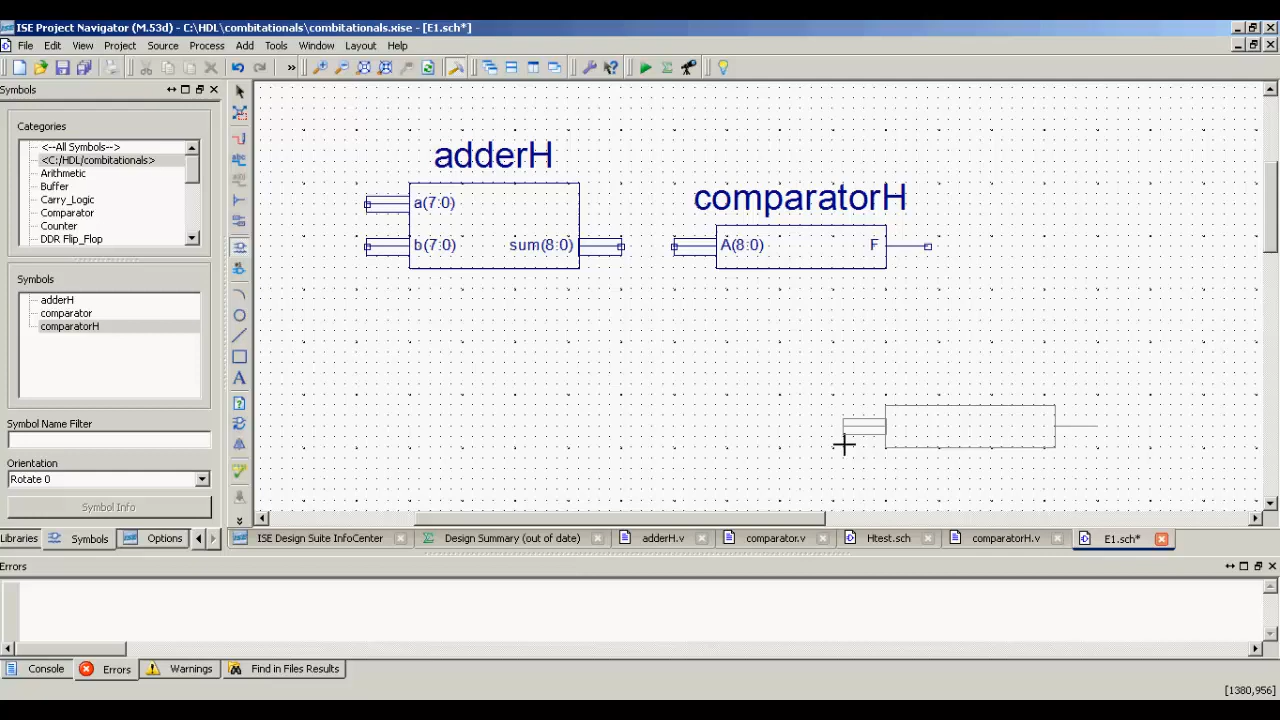 ISE Project Navigator (M.53d) - C:\HDL\combitationals\combitationals.xise - [E1.sch*]
File Edit View Project Source Process Add Tools Window Layout Help
»
Symbols
Categories
<--All Symbols-->
<C:/HDL/combitationals>
Arithmetic
Buffer
Carry_Logic
Comparator
Counter
DDR Flip_Flop
Symbols
adderH
comparator
comparatorH
Symbol Name Filter
Orientation
Rotate 0
Symbol Info
Libraries Symbols Options
adderH
a(7:0)
b(7:0) sum(8:0)
comparatorH
A(8:0) F
ISE Design Suite InfoCenter Design Summary (out of date) adderH.v comparator.v Htest.sch comparatorH.v E1.sch*
Errors
Console Errors Warnings Find in Files Results
[1380,956]